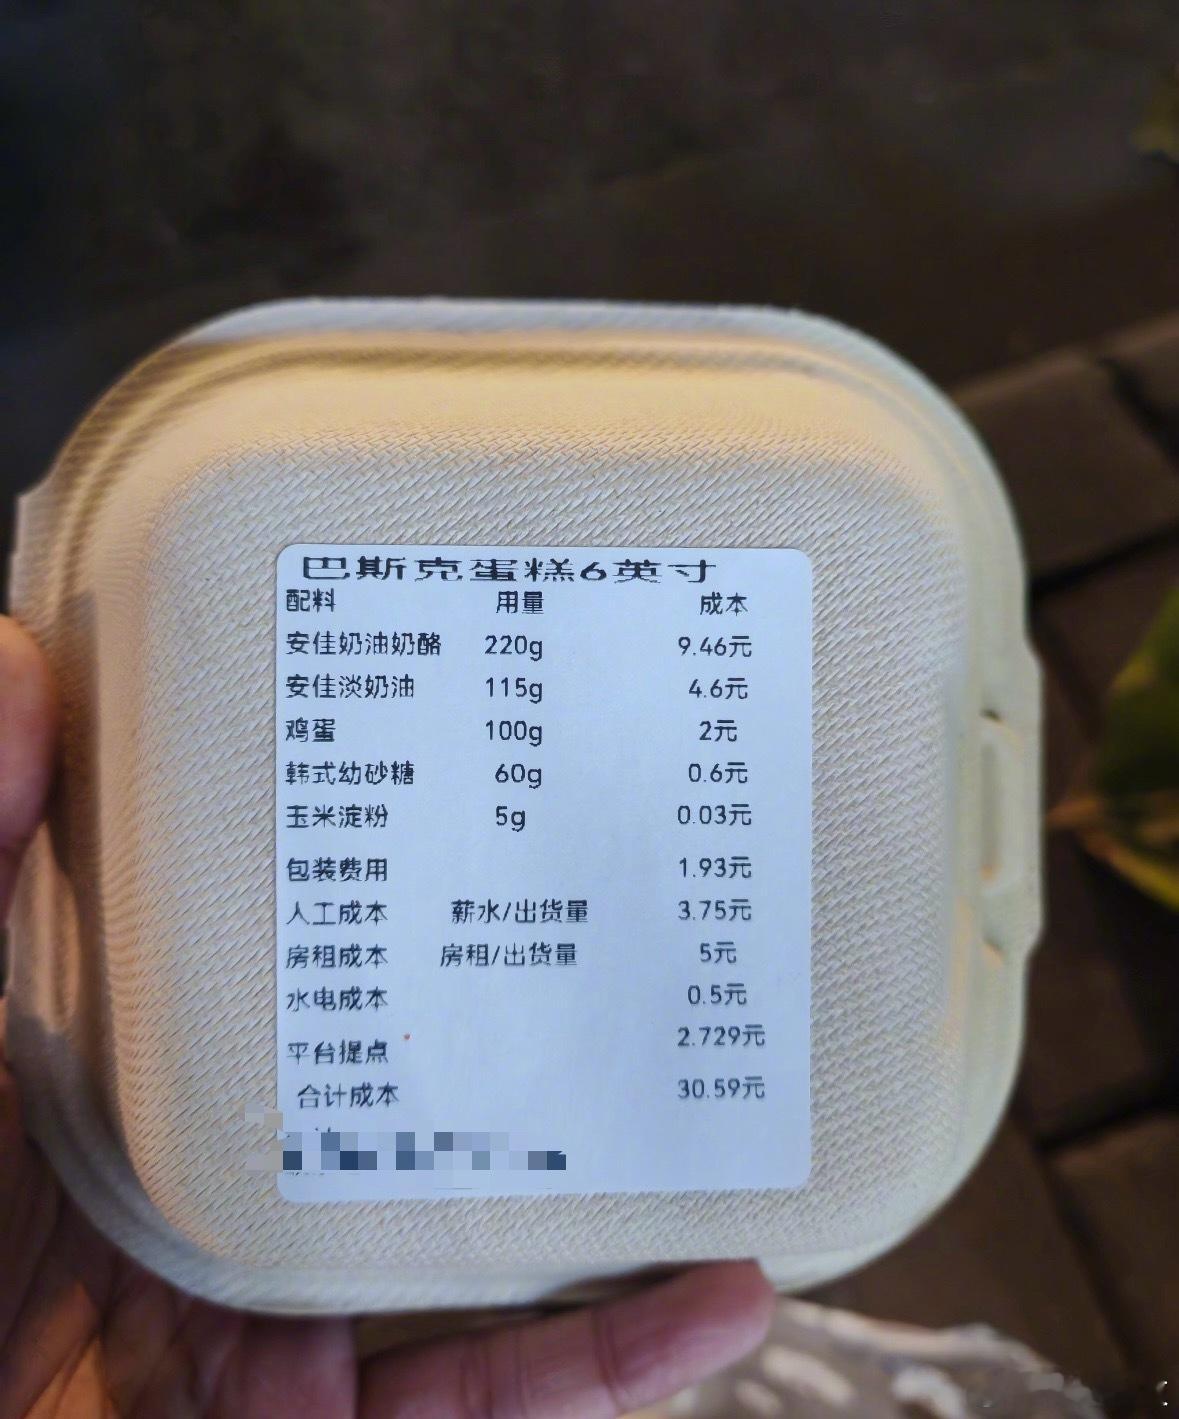 巴斯克蛋糕6英寸
配料 用量 成本
安佳奶油奶酪 220g 9.46元
安佳淡奶油 115g 4.6元
鸡蛋 100g 2元
韩式幼砂糖 60g 0.6元
玉米淀粉 5g 0.03元
包装费用 1.93元
人工成本 薪水/出货量 3.75元
房租成本 房租/出货量 5元
水电成本 0.5元
平台提点 2.729元
合计成本 30.59元